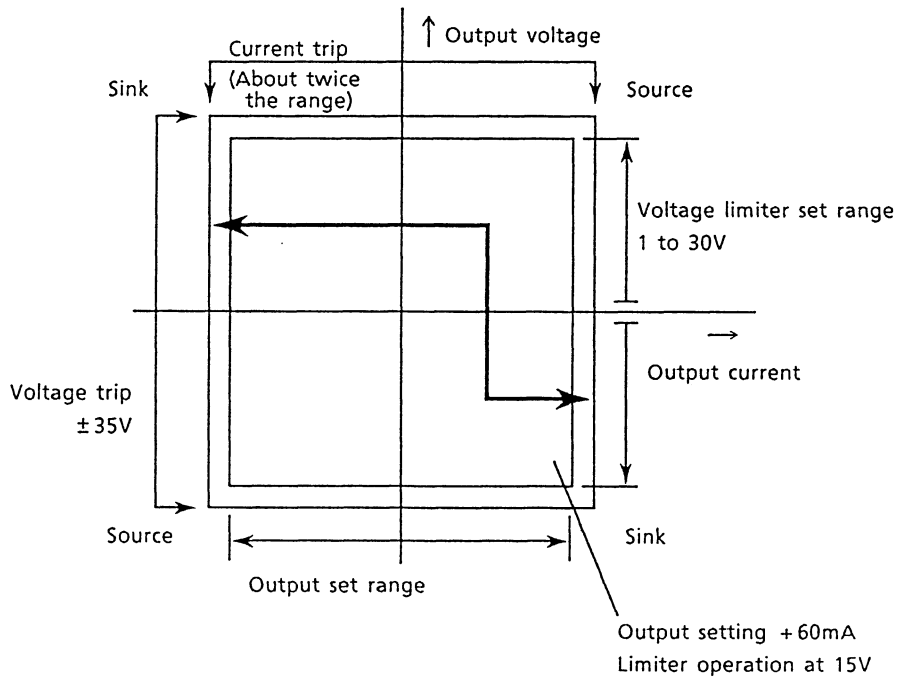 Output voltage
Current trip
(About twice
the range)
Sink
Source
Voltage limiter set range
1 to 30V
Output current
Voltage trip
±35V
Source
Sink
Output set range
Output setting +60mA
Limiter operation at 15V